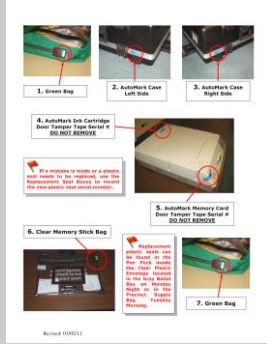 1. Green Bag
2. AutoMark Case
Left Side
3. AutoMark Case
Right Side
4. AutoMark Ink Cartridge
Door Tamper Tape Serial #
DO NOT REMOVE
If a mistake is made or a plastic
seal needs to be replaced, use the
Replacement Seal Boxes to record
the new plastic seal serial number.
5. AutoMark Memory Card
Door Tamper Tape Serial #
DO NOT REMOVE
6. Clear Memory Stick Bag
Replacement
plastic seals can
be found in the
Pen Pack inside
the Clear Plastic
Envelope located
in the Gray Ballot
Box on Monday
Night or in the
Precinct Supply
Bag Tuesday
Morning.
7. Green Bag
Revised 03/02/11